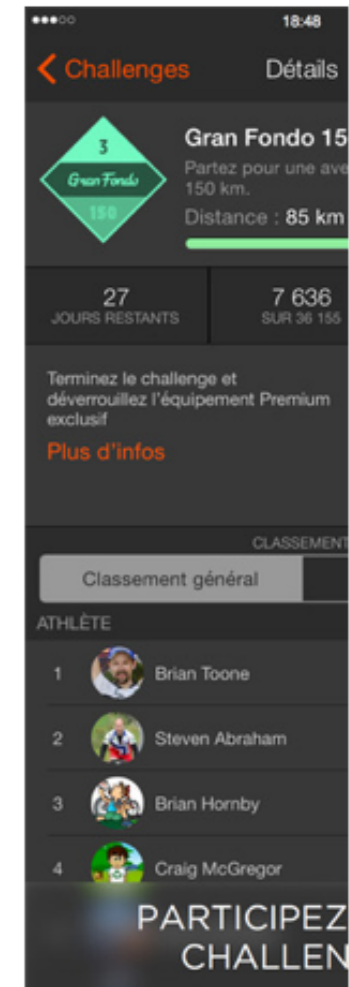 18:48
Challenges
Détails
3
Gran Fondo
150
Gran Fondo 15
Partez pour une ave
150 km.
Distance : 85 km
27
JOURS RESTANTS
7 636
SUR 36 155
Terminez le challenge et
déverrouillez l'équipement Premium
exclusif
Plus d'infos
CLASSEMENT
Classement général
ATHLÈTE
1 Brian Toone
2 Steven Abraham
3 Brian Hornby
4 Craig McGregor
PARTICIPEZ
CHALLEN